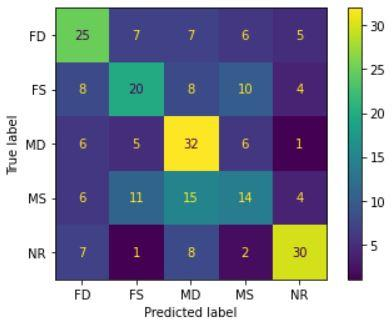 FD 25 7 7 6 5
FS 8 20 8 10 4
MD 6 5 32 6 1
MS 6 11 15 14 4
NR 7 1 8 2 30
FD FS MD MS NR
Predicted label
True label
30
25
20
15
10
5